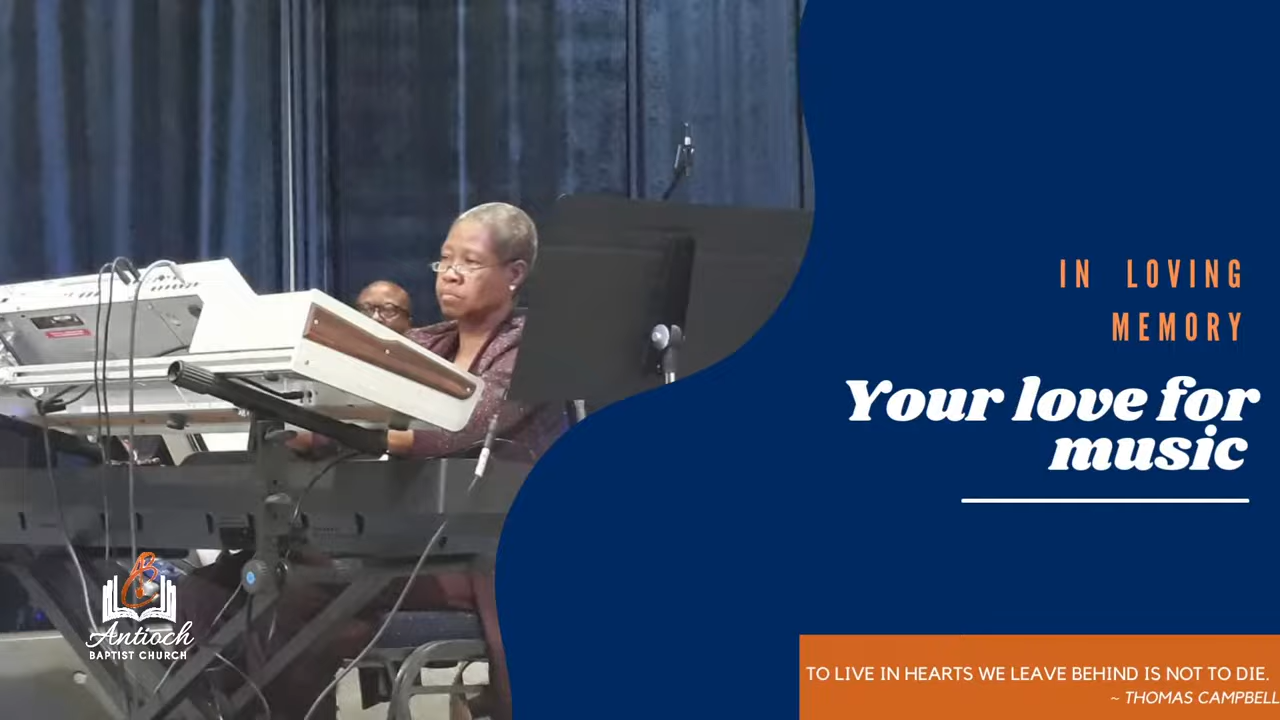 IN LOVING
MEMORY
Your love for
music
TO LIVE IN HEARTS WE LEAVE BEHIND IS NOT TO DIE.
~ THOMAS CAMPBELL
ABC
Antioch
BAPTIST CHURCH